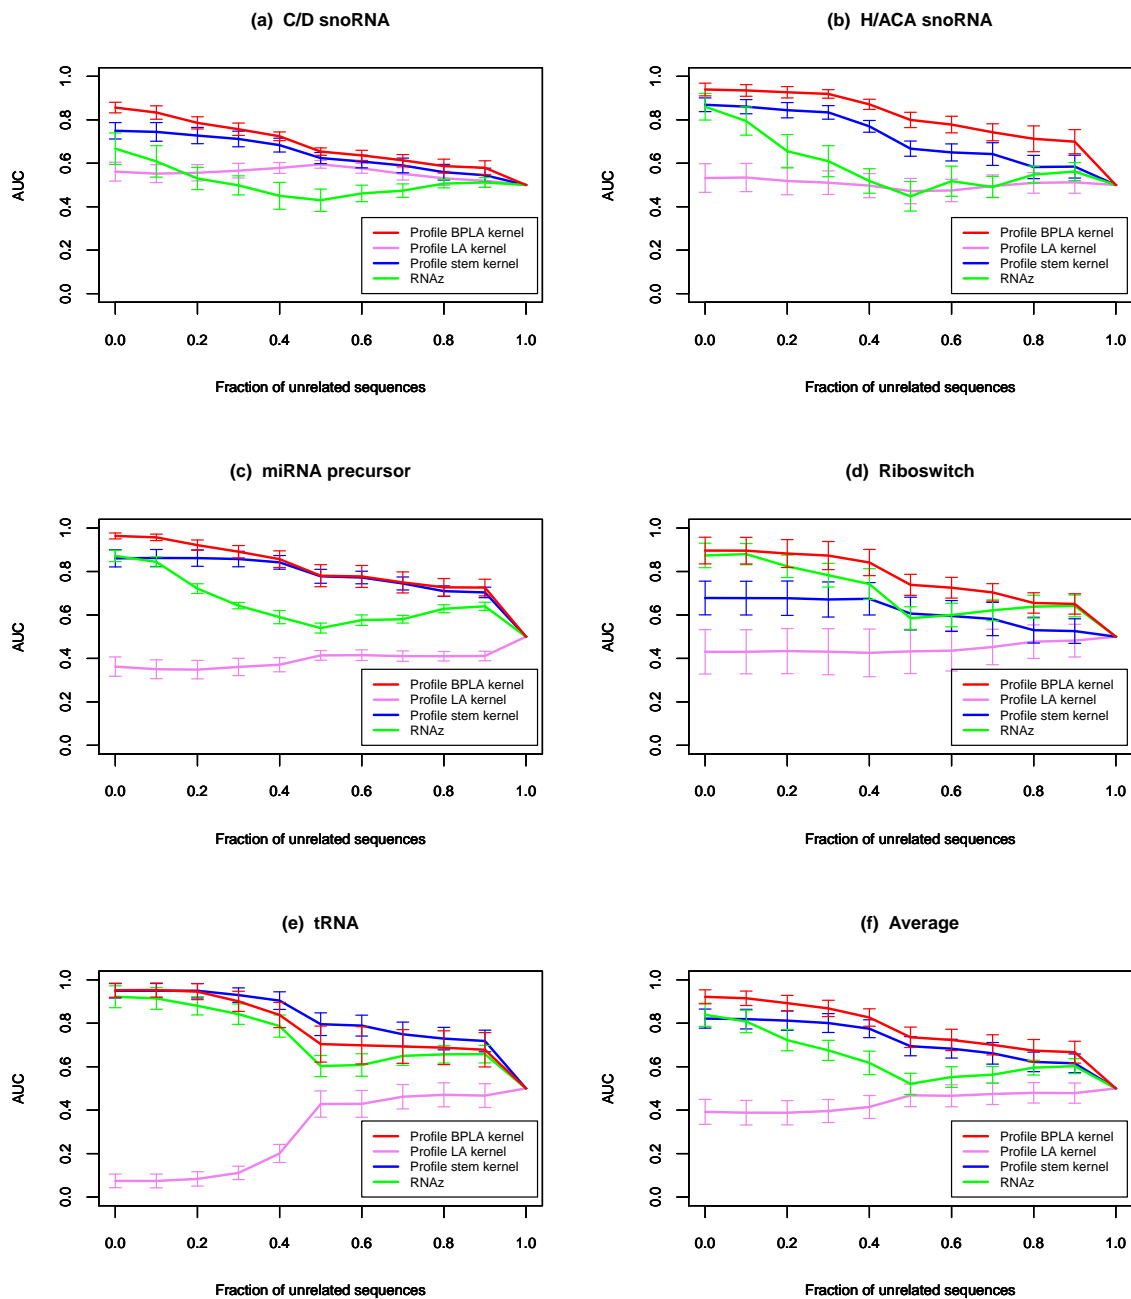 (a) C/D snoRNA
AUC
1.0
0.8
0.6
0.4
0.2
0.0
Profile BPLA kernel
Profile LA kernel
Profile stem kernel
RNAz
0.0 0.2 0.4 0.6 0.8 1.0
Fraction of unrelated sequences
(b) H/ACA snoRNA
AUC
1.0
0.8
0.6
0.4
0.2
0.0
Profile BPLA kernel
Profile LA kernel
Profile stem kernel
RNAz
0.0 0.2 0.4 0.6 0.8 1.0
Fraction of unrelated sequences
(c) miRNA precursor
AUC
1.0
0.8
0.6
0.4
0.2
0.0
Profile BPLA kernel
Profile LA kernel
Profile stem kernel
RNAz
0.0 0.2 0.4 0.6 0.8 1.0
Fraction of unrelated sequences
(d) Riboswitch
AUC
1.0
0.8
0.6
0.4
0.2
0.0
Profile BPLA kernel
Profile LA kernel
Profile stem kernel
RNAz
0.0 0.2 0.4 0.6 0.8 1.0
Fraction of unrelated sequences
(e) tRNA
AUC
1.0
0.8
0.6
0.4
0.2
0.0
Profile BPLA kernel
Profile LA kernel
Profile stem kernel
RNAz
0.0 0.2 0.4 0.6 0.8 1.0
Fraction of unrelated sequences
(f) Average
AUC
1.0
0.8
0.6
0.4
0.2
0.0
Profile BPLA kernel
Profile LA kernel
Profile stem kernel
RNAz
0.0 0.2 0.4 0.6 0.8 1.0
Fraction of unrelated sequences